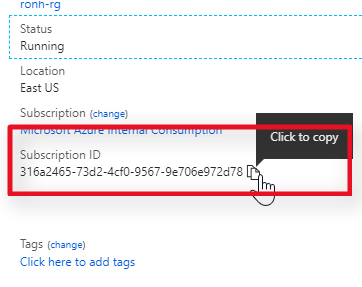 ronh-rg
Status
Running
Location
East US
Subscription (change)
Microsoft Azure Internal Consumption
Click to copy
Subscription ID
316a2465-73d2-4cf0-9567-9e706e972d78
Tags (change)
Click here to add tags